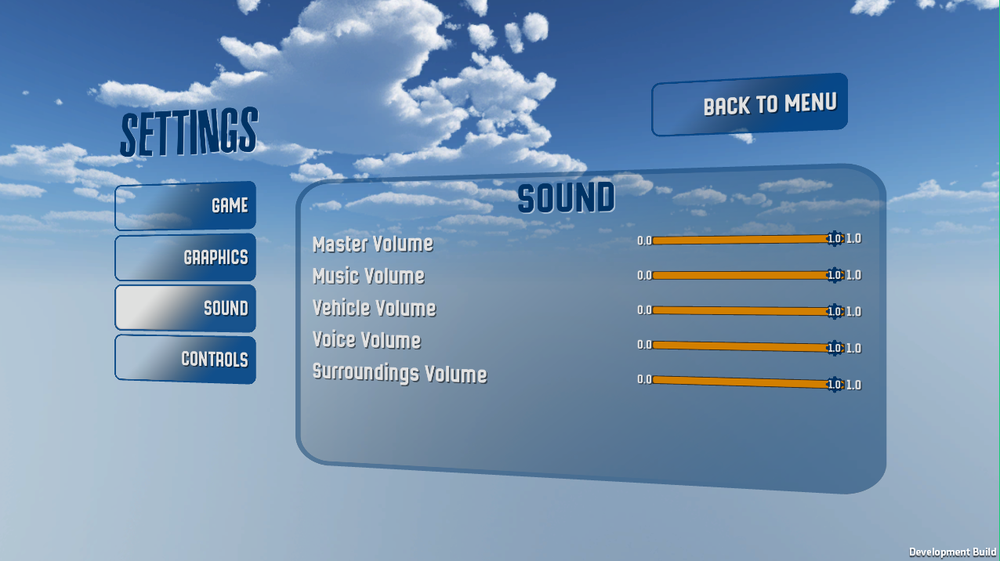 SETTINGS
BACK TO MENU
GAME
GRAPHICS
SOUND
CONTROLS
SOUND
Master Volume 0.0 1.0 1.0
Music Volume 0.0 1.0 1.0
Vehicle Volume 0.0 1.0 1.0
Voice Volume 0.0 1.0 1.0
Surroundings Volume 0.0 1.0 1.0
Development Build